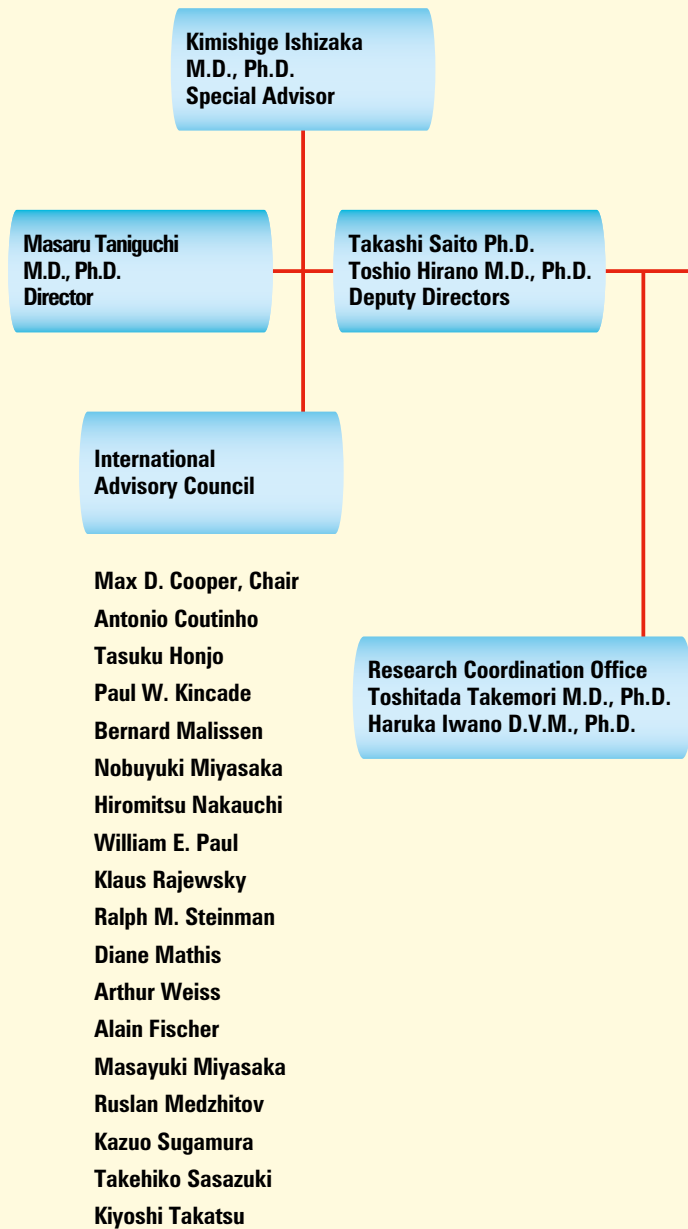 Kimishige Ishizaka
M.D., Ph.D.
Special Advisor
Masaru Taniguchi
M.D., Ph.D.
Director
Takashi Saito Ph.D.
Toshio Hirano M.D., Ph.D.
Deputy Directors
International
Advisory Council
Max D. Cooper, Chair
Antonio Coutinho
Tasuku Honjo
Paul W. Kincade
Bernard Malissen
Nobuyuki Miyasaka
Hiromitsu Nakauchi
William E. Paul
Klaus Rajewsky
Ralph M. Steinman
Diane Mathis
Arthur Weiss
Alain Fischer
Masayuki Miyasaka
Ruslan Medzhitov
Kazuo Sugamura
Takehiko Sasazuki
Kiyoshi Takatsu
Research Coordination Office
Toshitada Takemori M.D., Ph.D.
Haruka Iwano D.V.M., Ph.D.